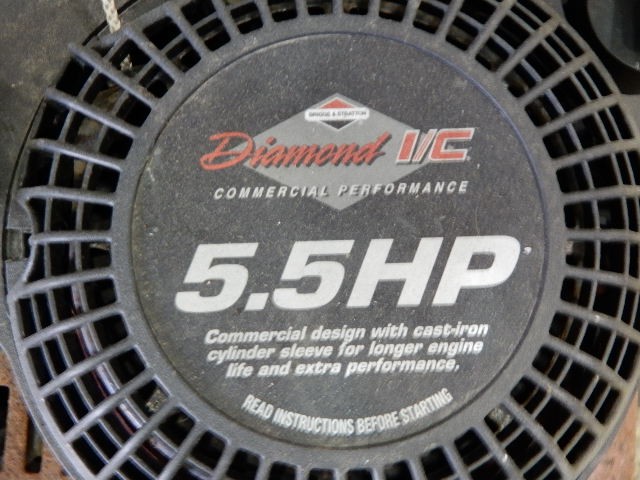 BRIGGS & STRATTON
Diamond I/C
COMMERCIAL PERFORMANCE
5.5HP
Commercial design with cast-iron
cylinder sleeve for longer engine
life and extra performance.
READ INSTRUCTIONS BEFORE STARTING